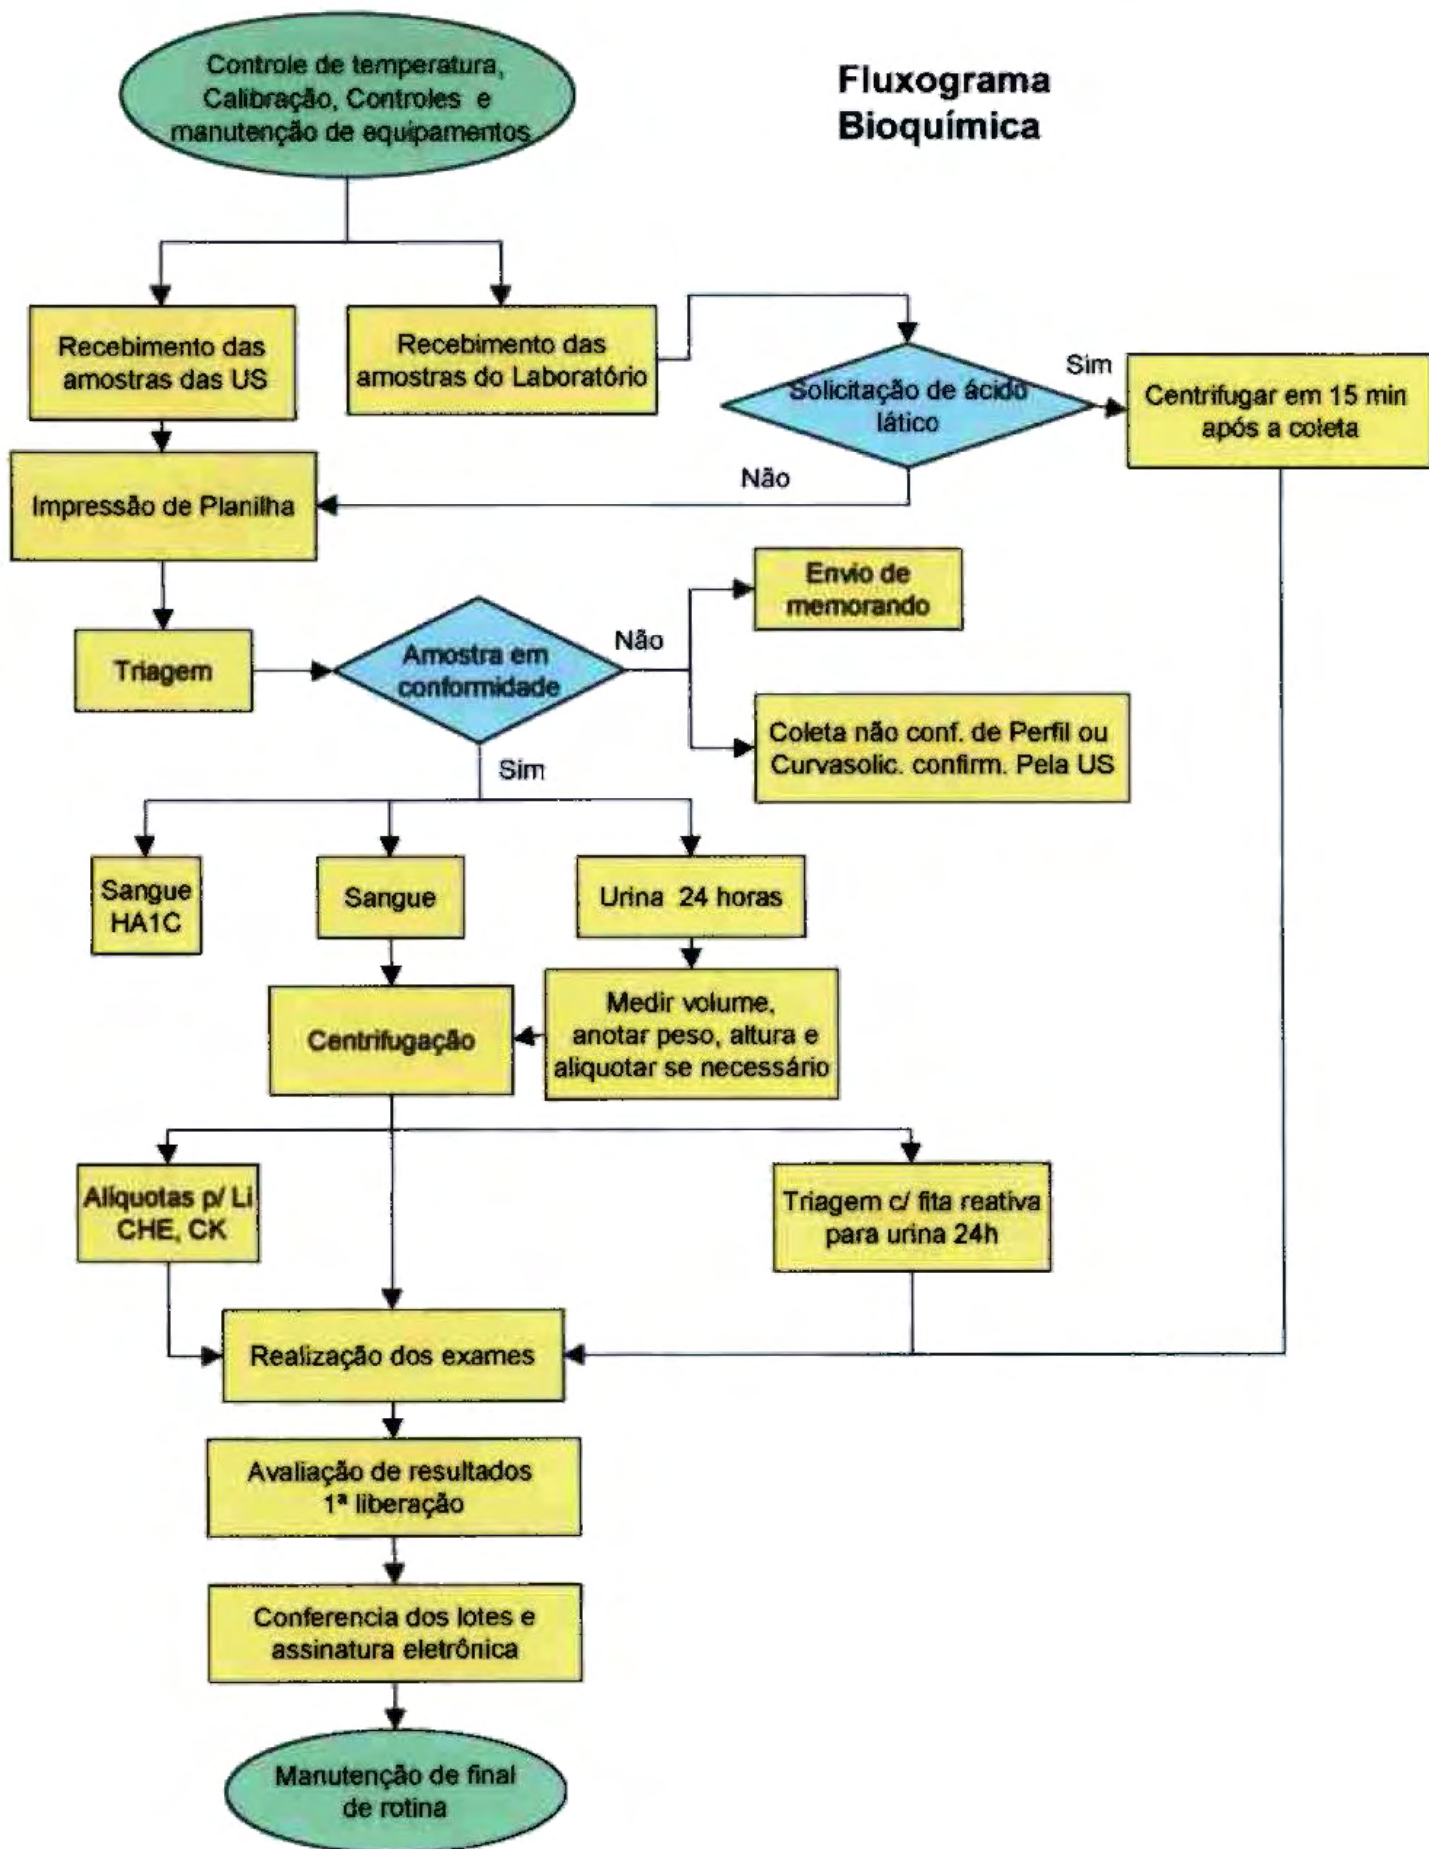 Fluxograma
Bioquímica
Controle de temperatura,
Calibração, Controles e
manutenção de equipamentos
Recebimento das
amostras das US
Recebimento das
amostras do Laboratório
Solicitação de ácido
lático
Sim
Centrifugar em 15 min
após a coleta
Não
Impressão de Planilha
Triagem
Amostra em
conformidade
Não
Envio de
memorando
Coleta não conf. de Perfil ou
Curvasolic. confirm. Pela US
Sim
Sangue
HA1C
Sangue
Urina 24 horas
Medir volume,
anotar peso, altura e
aliquotar se necessário
Centrifugação
Alíquotas p/ Li
CHE, CK
Triagem c/ fita reativa
para urina 24h
Realização dos exames
Avaliação de resultados
1ª liberação
Conferencia dos lotes e
assinatura eletrônica
Manutenção de final
de rotina